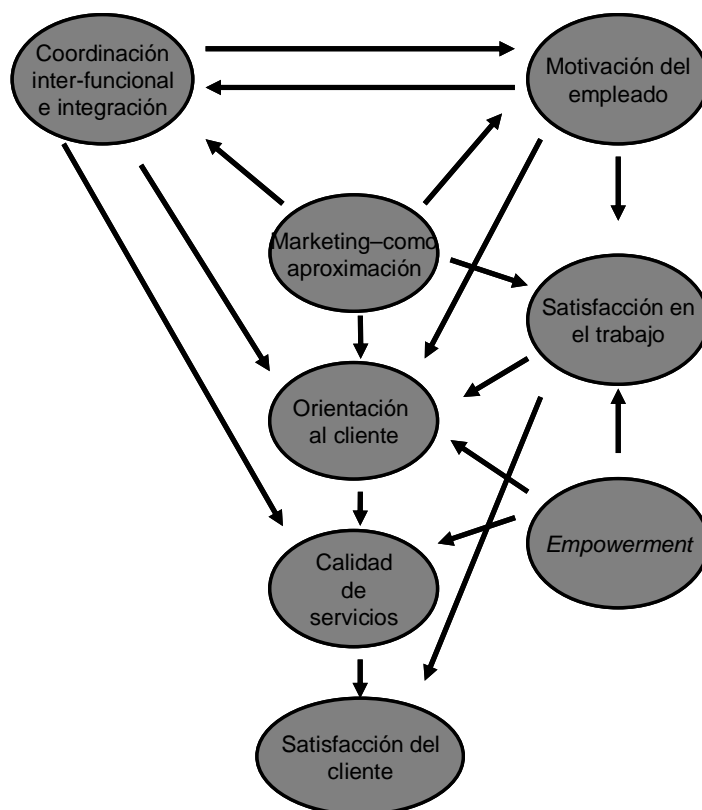 Coordinación
inter-funcional
e integración
Motivación del
empleado
Marketing–como
aproximación
Satisfacción en
el trabajo
Orientación
al cliente
Empowerment
Calidad
de
servicios
Satisfacción del
cliente